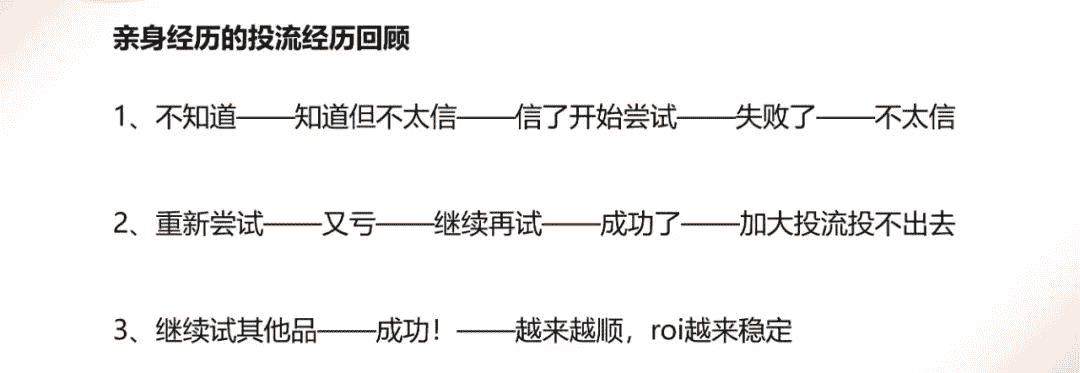 亲身经历的投流经历回顾
1、不知道——知道但不太信——信了开始尝试——失败了——不太信
2、重新尝试——又亏——继续再试——成功了——加大投流投不出去
3、继续试其他品——成功！——越来越顺，roi越来稳定